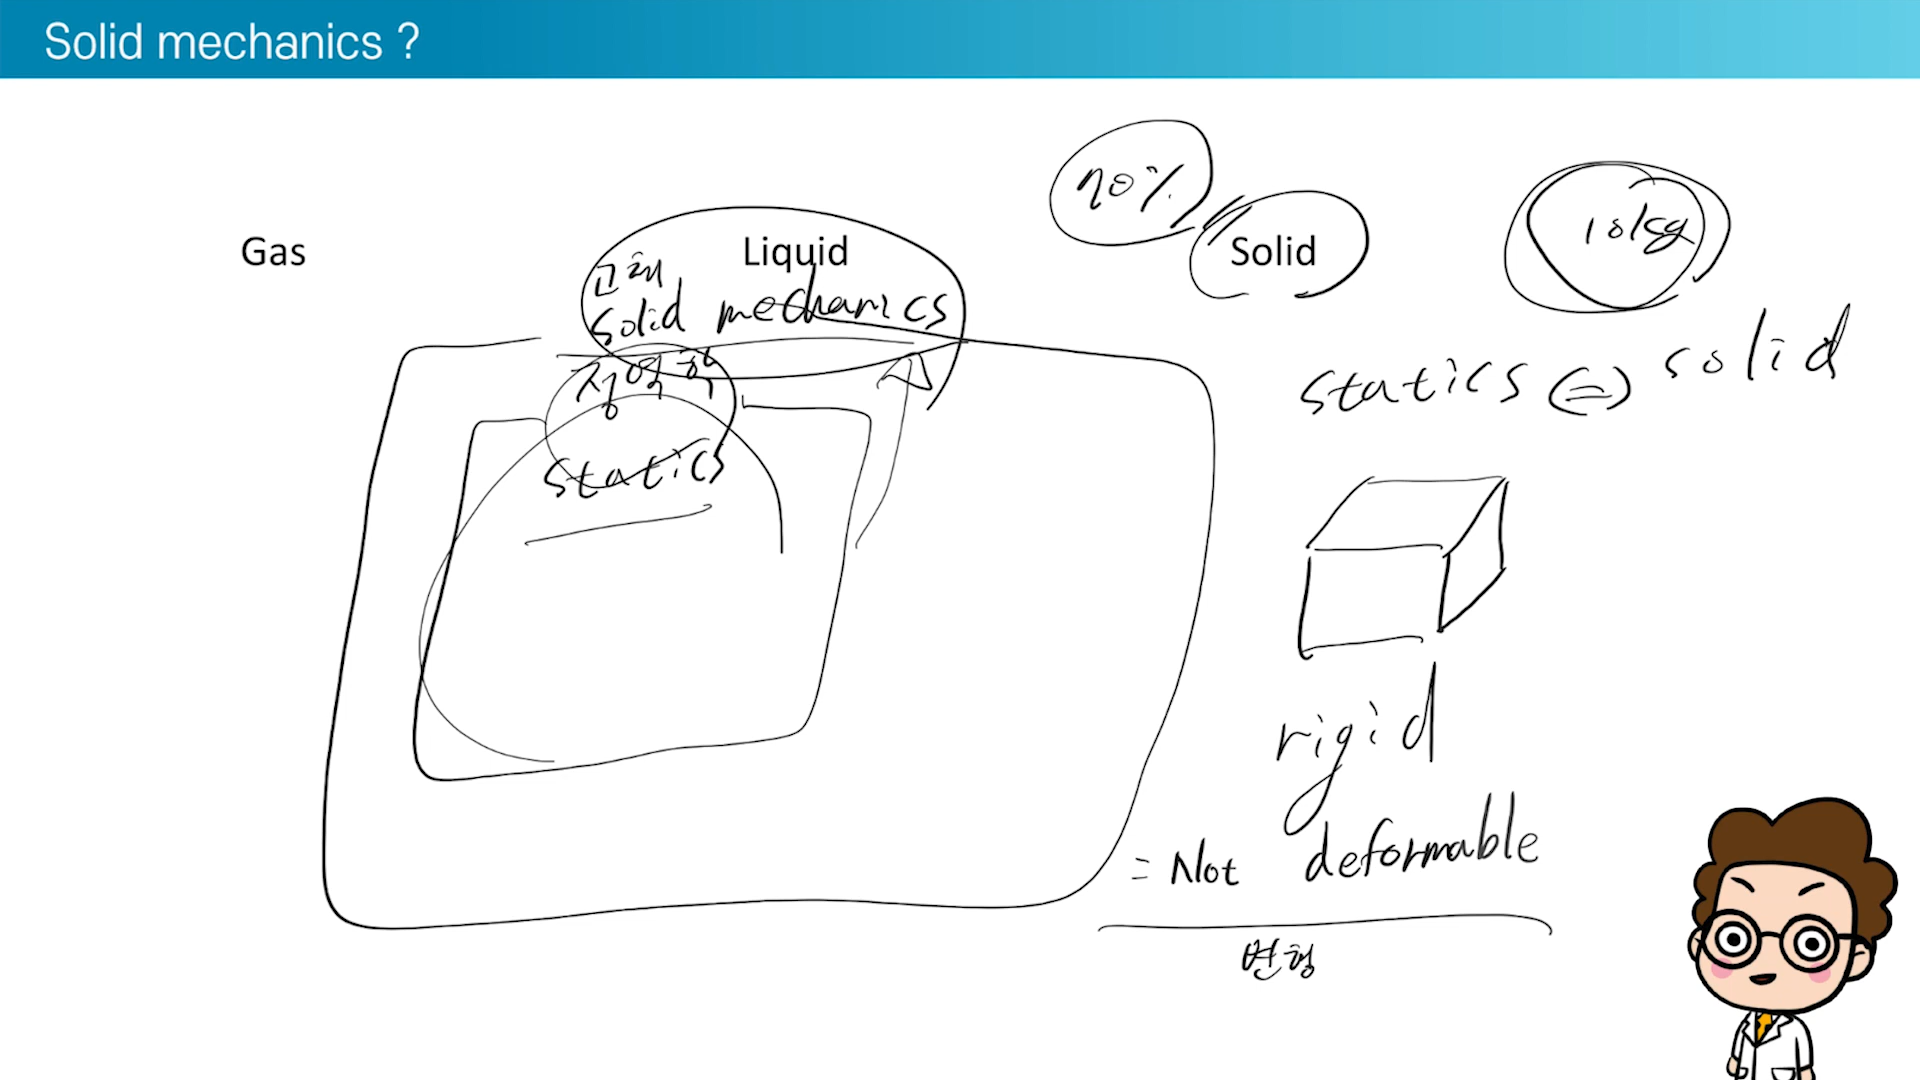 Solid mechanics ?
Gas
Liquid
Solid
90%
10kg
고체
solid mechanics
정역학
statics
statics (=) solid
rigid
= Not deformable
변형